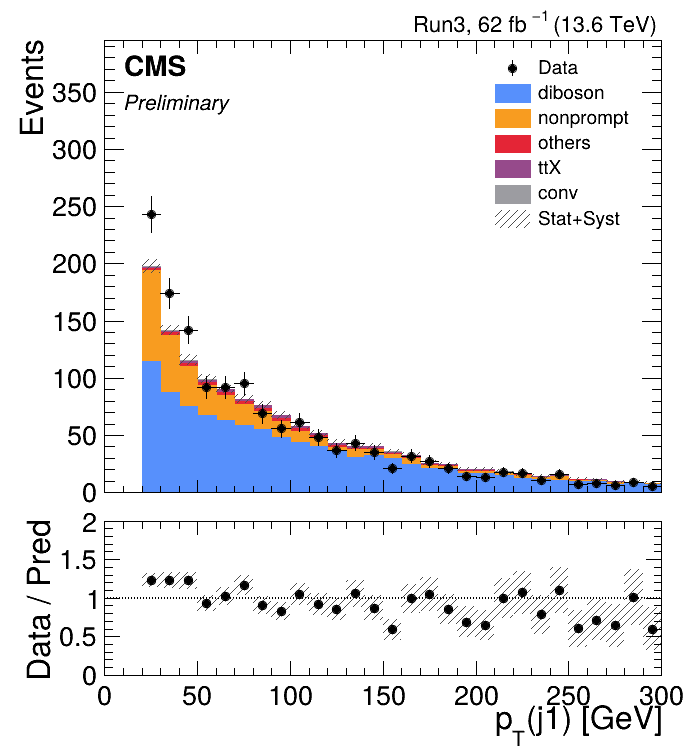 Run3, 62 fb⁻¹ (13.6 TeV)
CMS
Preliminary
Data
diboson
nonprompt
others
ttX
conv
Stat+Syst
Events
350
300
250
200
150
100
50
0
Data / Pred
2
1.5
1
0.5
0
0 50 100 150 200 250 300
p_T(j1) [GeV]